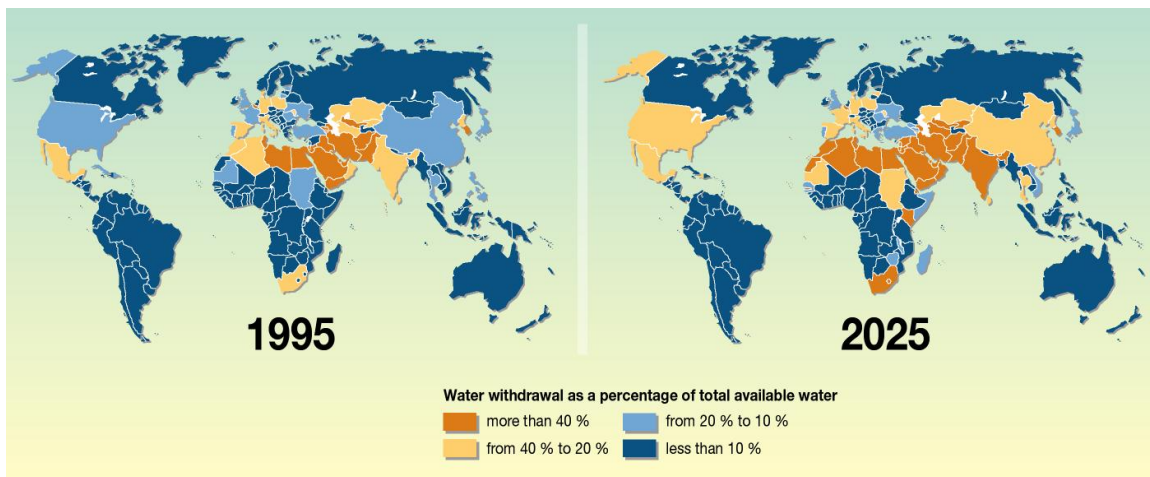 1995
2025
Water withdrawal as a percentage of total available water
more than 40 %
from 20 % to 10 %
from 40 % to 20 %
less than 10 %